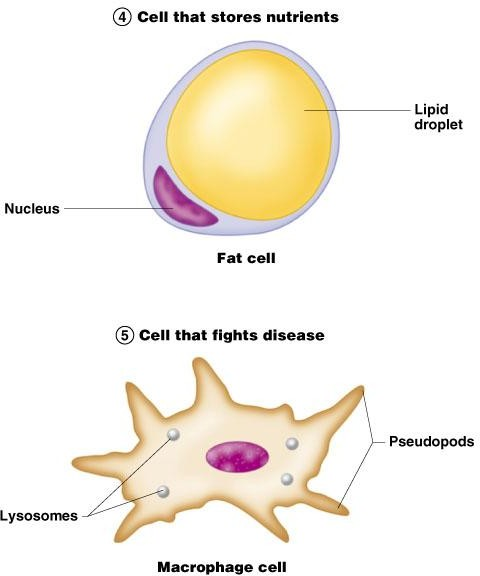 ④ Cell that stores nutrients
Lipid
droplet
Nucleus
Fat cell
⑤ Cell that fights disease
Pseudopods
Lysosomes
Macrophage cell